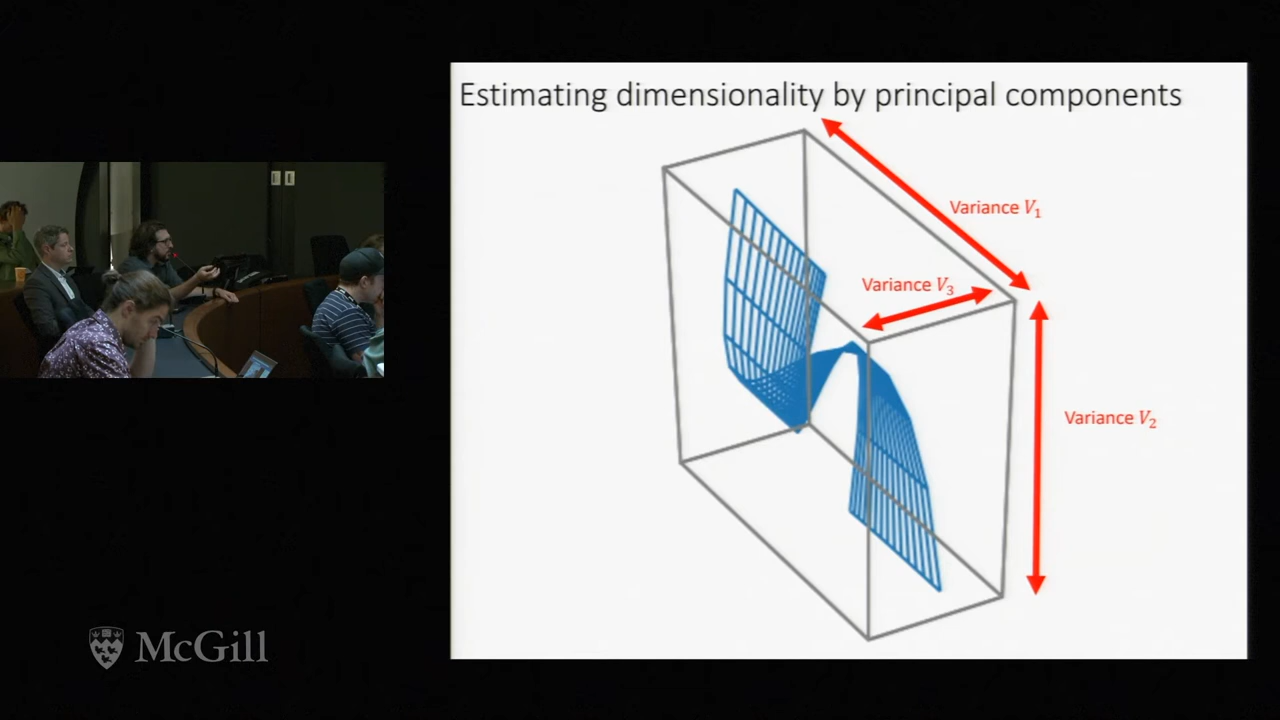 Estimating dimensionality by principal components
Variance V₁
Variance V₃
Variance V₂
McGill